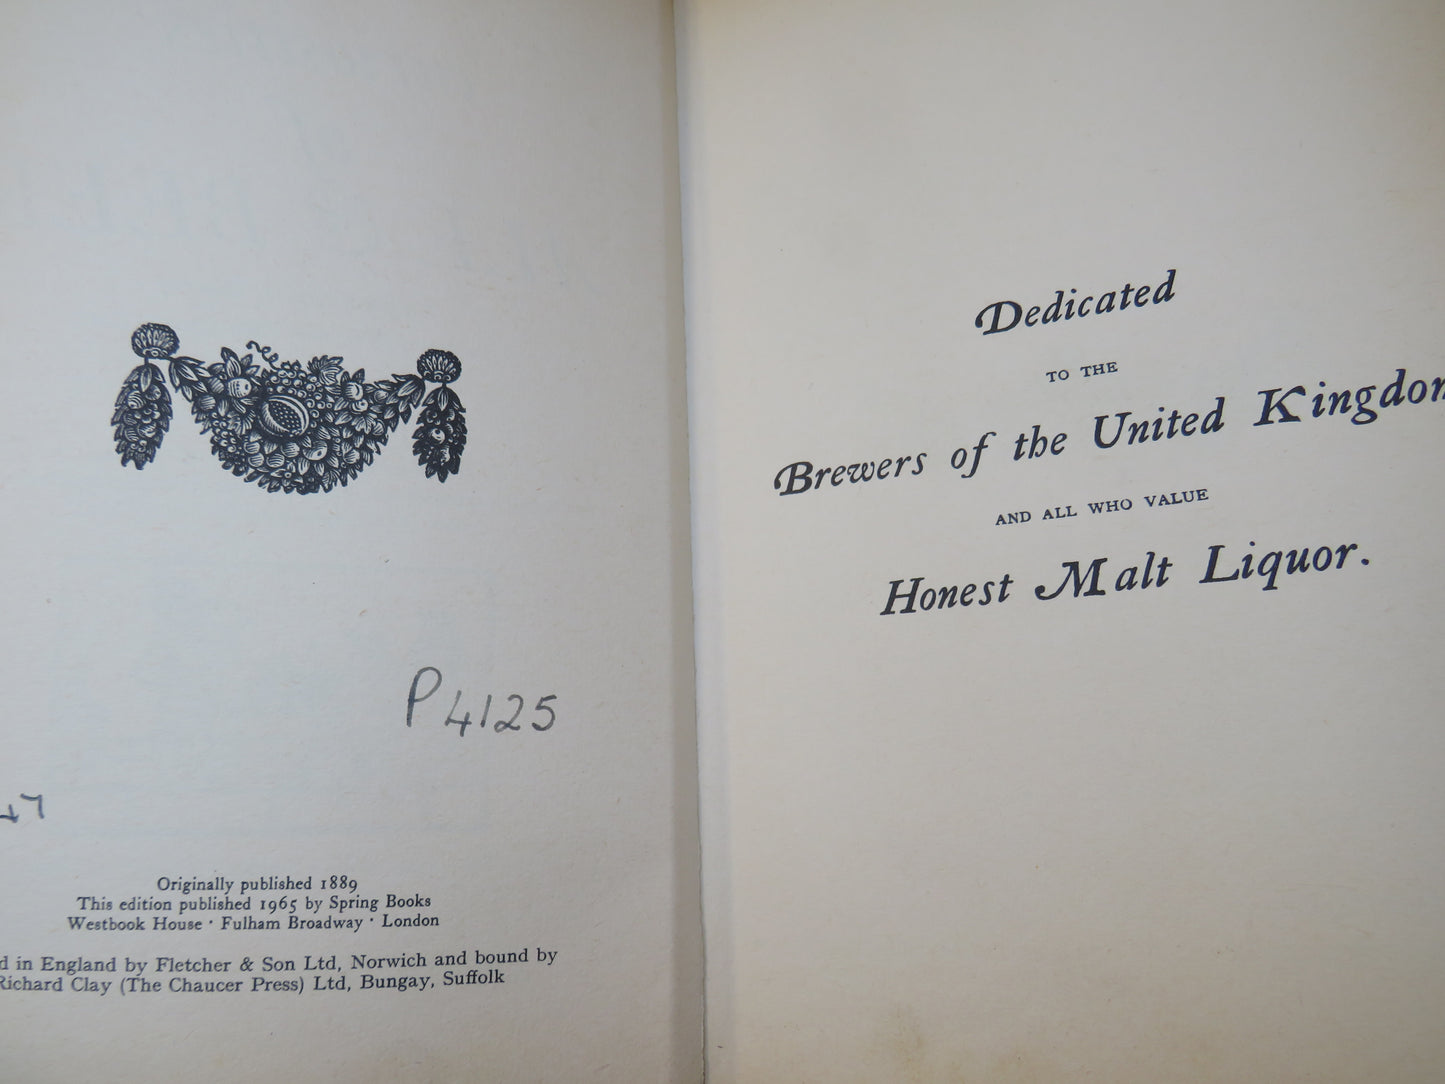 P4125
47
Originally published 1889
This edition published 1965 by Spring Books
Westbook House · Fulham Broadway · London
d in England by Fletcher & Son Ltd, Norwich and bound by
Richard Clay (The Chaucer Press) Ltd, Bungay, Suffolk
Dedicated
TO THE
Brewers of the United Kingdom
AND ALL WHO VALUE
Honest Malt Liquor.